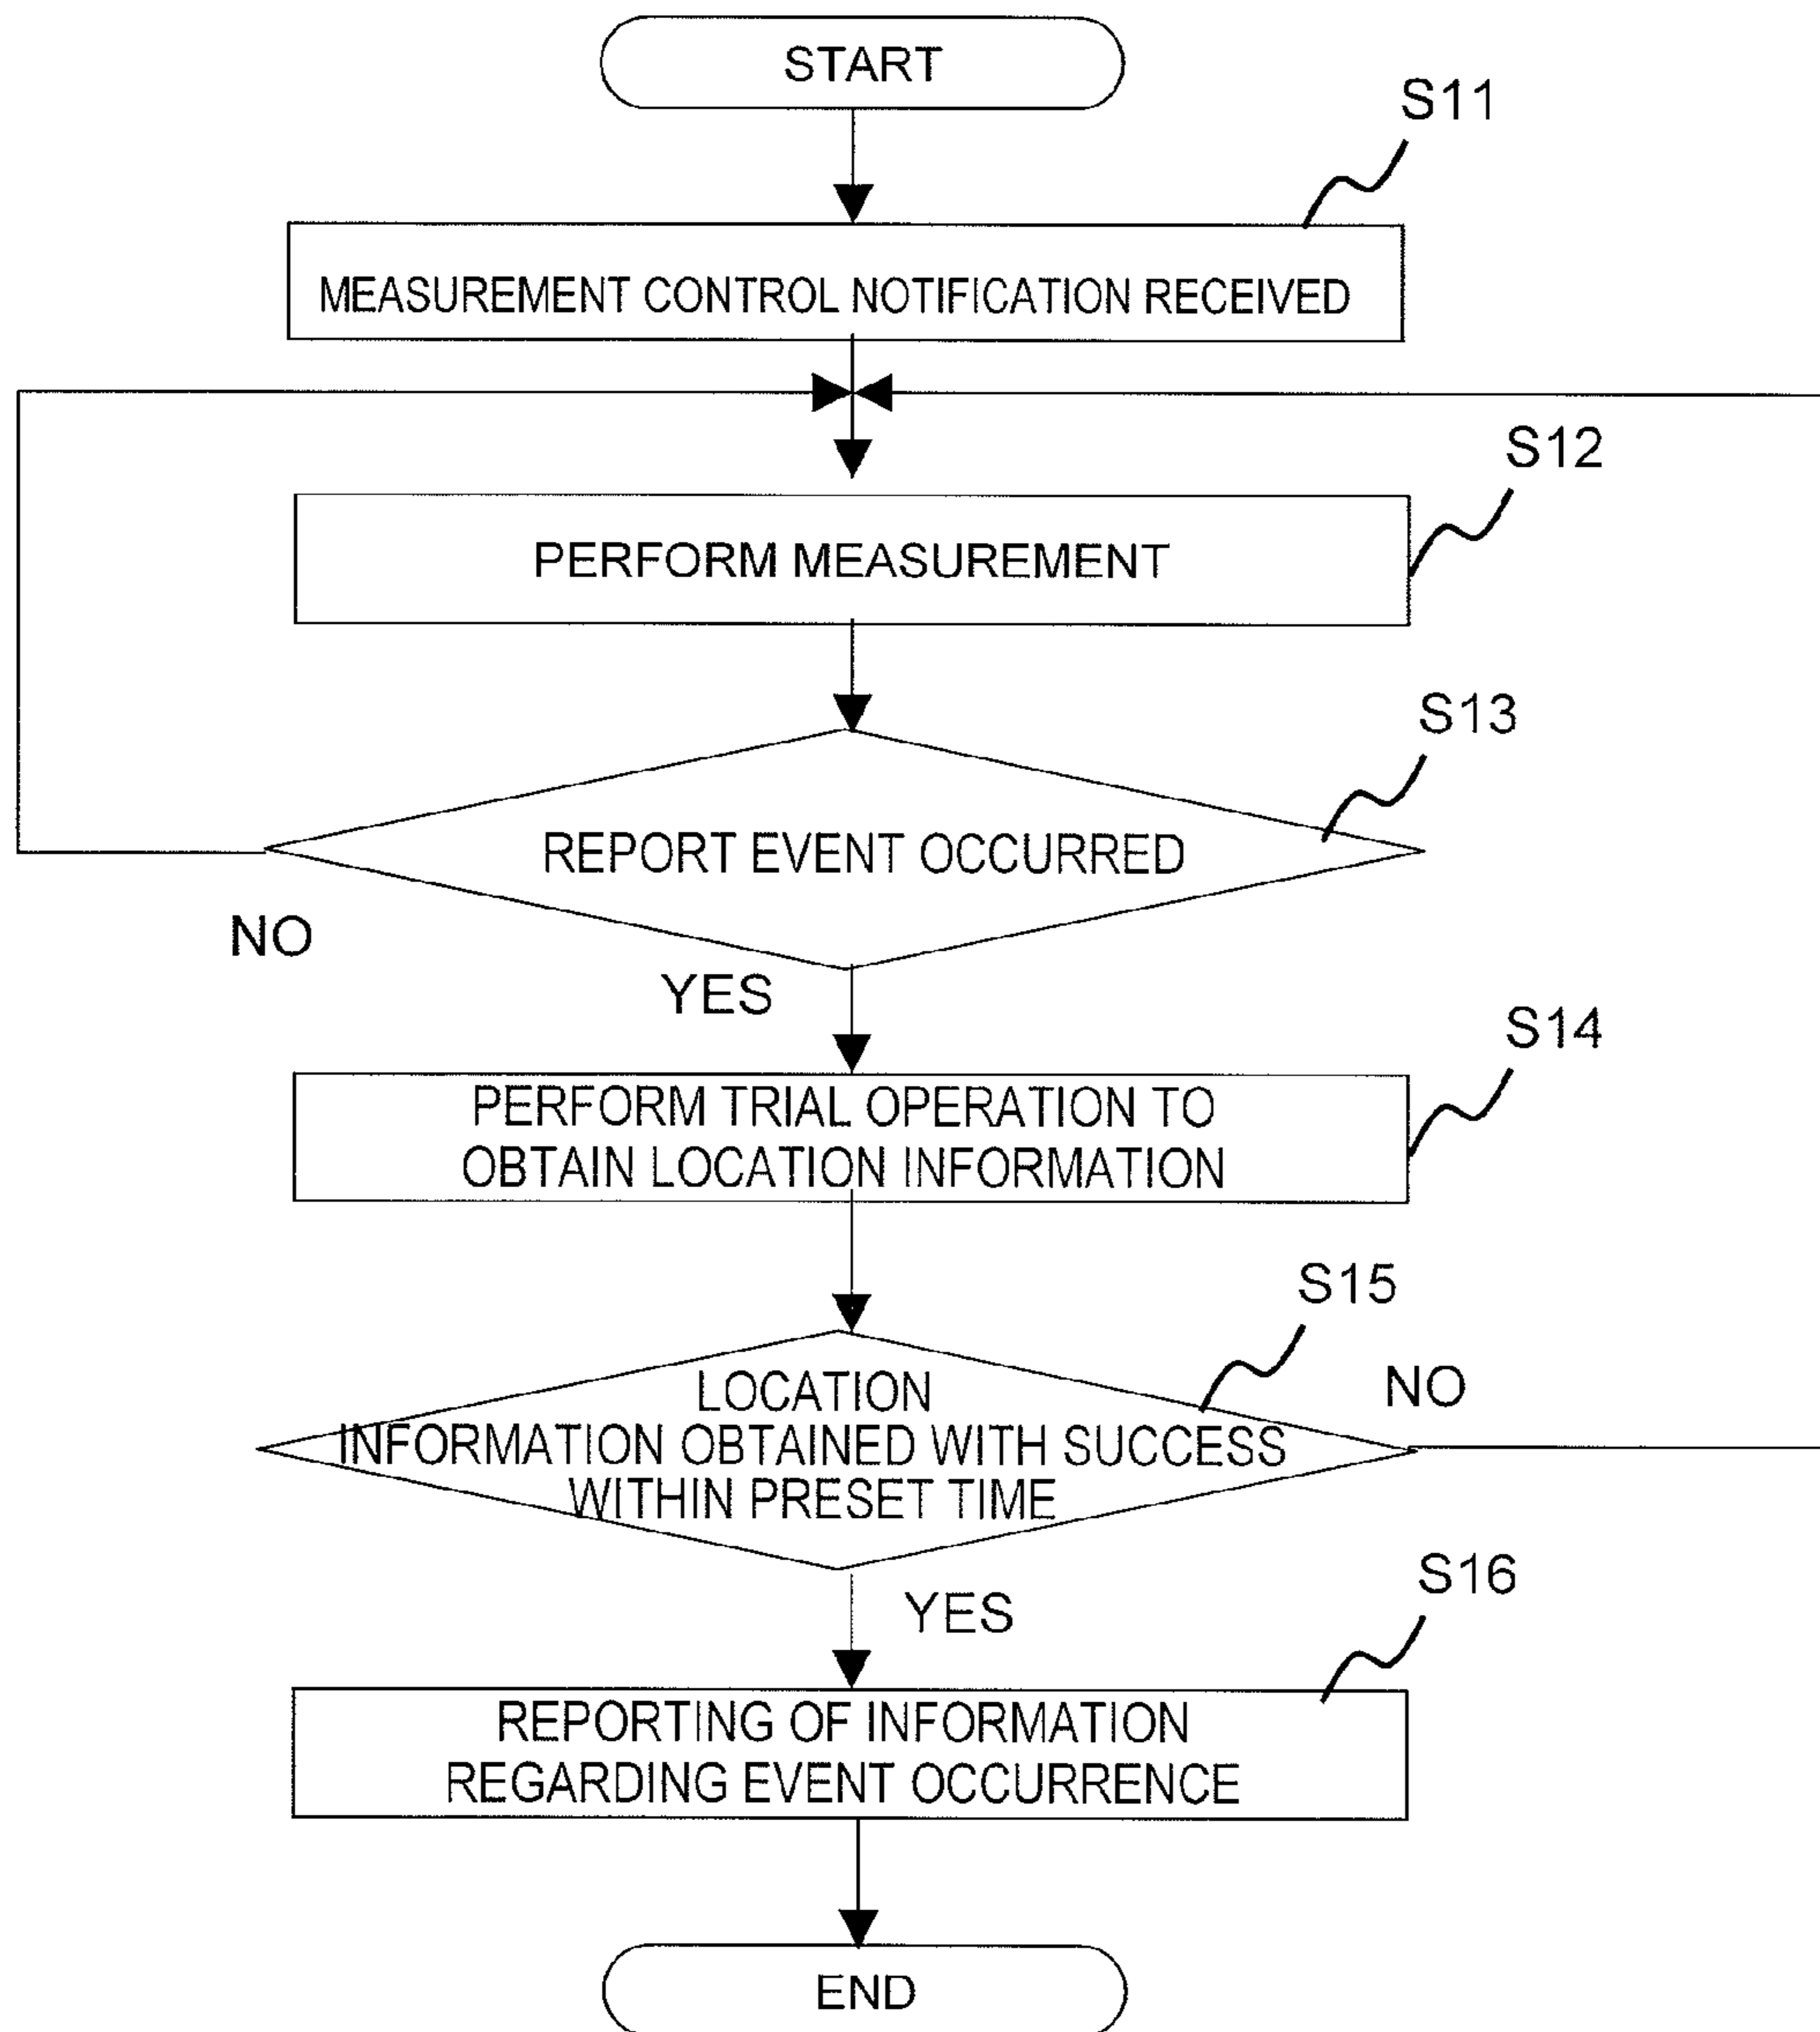 START
S11
MEASUREMENT CONTROL NOTIFICATION RECEIVED
S12
PERFORM MEASUREMENT
S13
REPORT EVENT OCCURRED
NO
YES
S14
PERFORM TRIAL OPERATION TO
OBTAIN LOCATION INFORMATION
S15
NO
LOCATION
INFORMATION OBTAINED WITH SUCCESS
WITHIN PRESET TIME
YES
S16
REPORTING OF INFORMATION
REGARDING EVENT OCCURRENCE
END